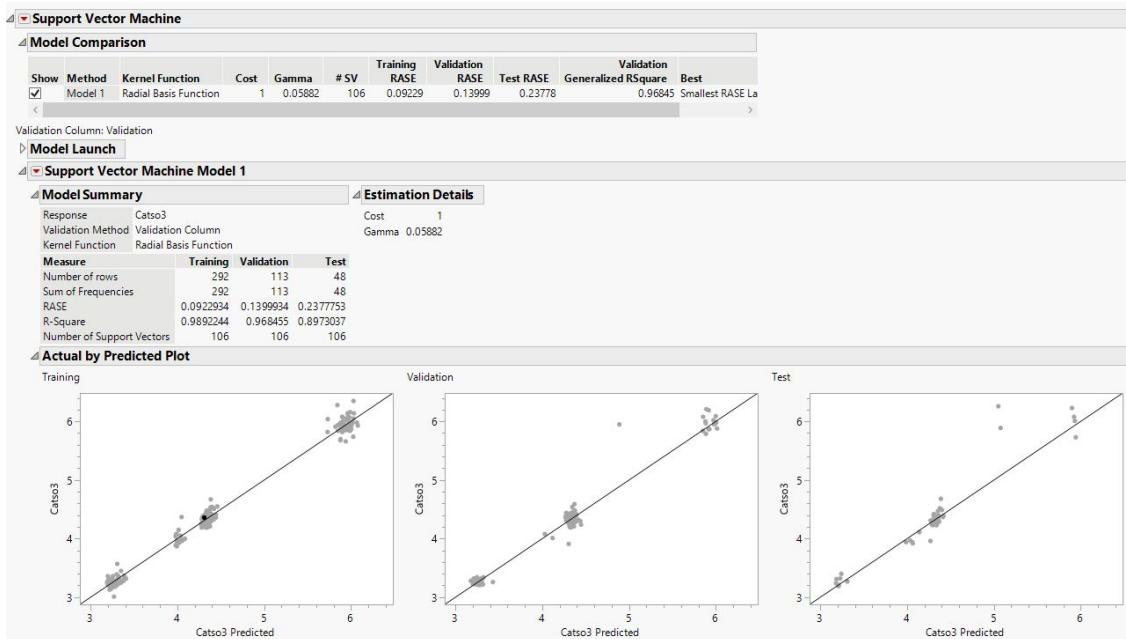 Support Vector Machine
Model Comparison
Show Method Kernel Function Cost Gamma # SV Training RASE Validation RASE Test RASE Validation Generalized RSquare Best
Model 1 Radial Basis Function 1 0.05882 106 0.09229 0.13999 0.23778 0.96845 Smallest RASE La
Validation Column: Validation
Model Launch
Support Vector Machine Model 1
Model Summary
Response Catso3
Validation Method Validation Column
Kernel Function Radial Basis Function
Measure Training Validation Test
Number of rows 292 113 48
Sum of Frequencies 292 113 48
RASE 0.0922934 0.1399934 0.2377753
R-Square 0.9892244 0.968455 0.8973037
Number of Support Vectors 106 106 106
Estimation Details
Cost 1
Gamma 0.05882
Actual by Predicted Plot
Training
6
5
4
3
Catso3
3 4 5 6
Catso3 Predicted
Validation
6
5
4
3
Catso3
3 4 5 6
Catso3 Predicted
Test
6
5
4
3
Catso3
3 4 5 6
Catso3 Predicted